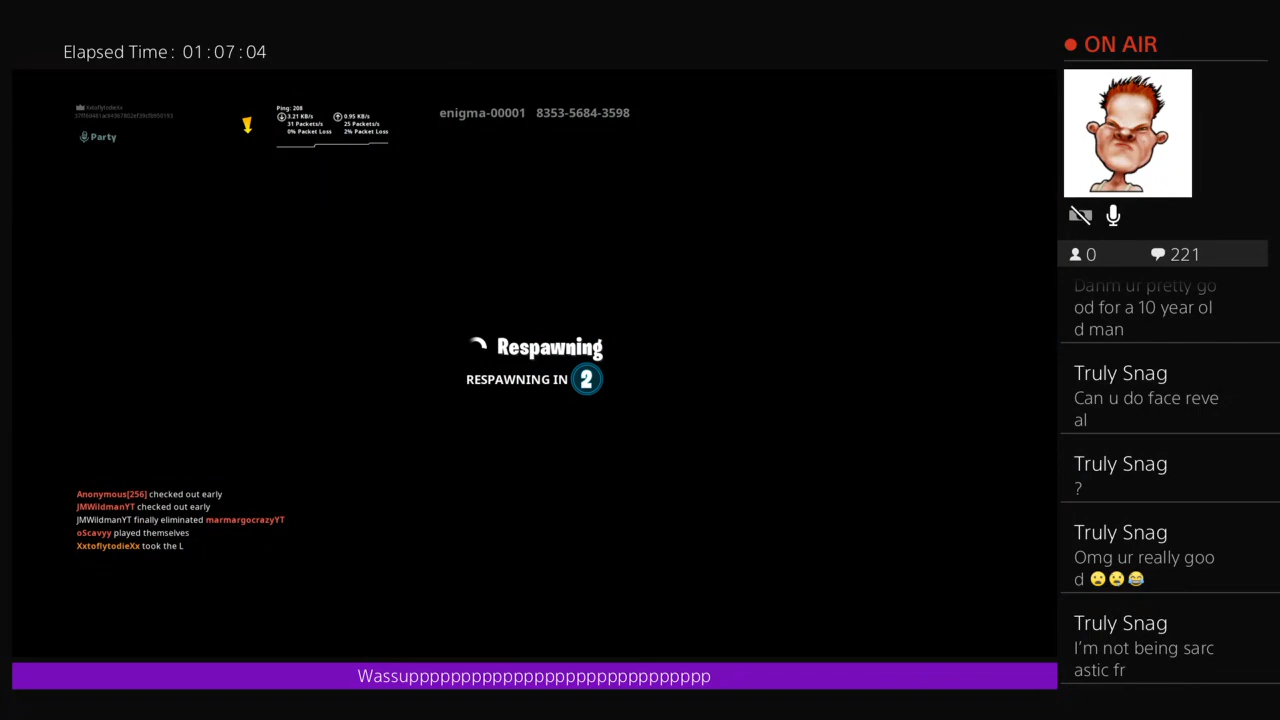 Elapsed Time: 01:07:04
ON AIR
XxtoflytodieXx
Party
Ping: 208
3.21 KB/s 0.95 KB/s
31 Packets/s 25 Packets/s
0% Packet Loss 2% Packet Loss
enigma-00001 8353-5684-3598
0 221
Danm ur pretty go
od for a 10 year ol
d man
Truly Snag
Can u do face reve
al
Truly Snag
?
Truly Snag
Omg ur really goo
d 😦😦😂
Truly Snag
I'm not being sarc
astic fr
Respawning
RESPAWNING IN 2
Anonymous[256] checked out early
JMWildmanYT checked out early
JMWildmanYT finally eliminated marmargocrazyYT
oScavyy played themselves
XxtoflytodieXx took the L
Wassuppppppppppppppppppppppppppppp